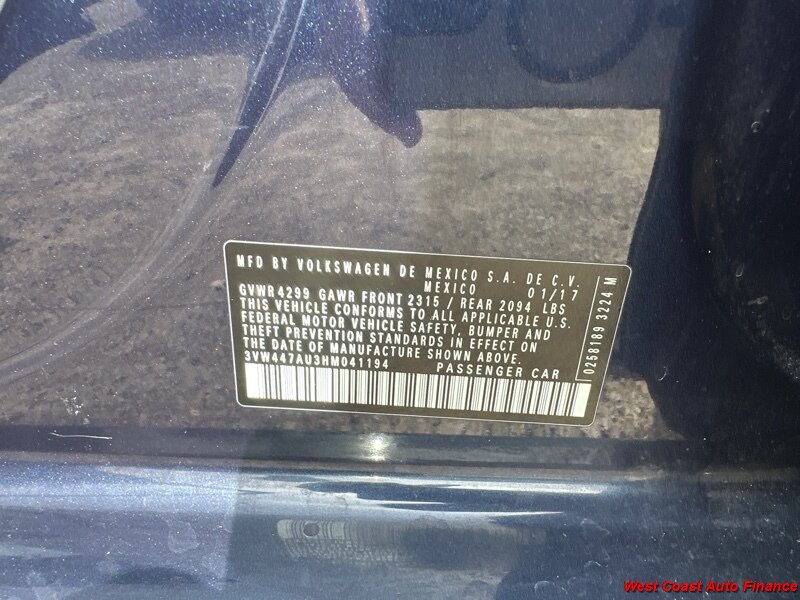 MFD BY VOLKSWAGEN DE MEXICO S.A. DE C.V.
MEXICO 01/17
GVWR4299 GAWR FRONT 2315 / REAR 2094 LBS
THIS VEHICLE CONFORMS TO ALL APPLICABLE U.S.
FEDERAL MOTOR VEHICLE SAFETY, BUMPER AND
THEFT PREVENTION STANDARDS IN EFFECT ON
THE DATE OF MANUFACTURE SHOWN ABOVE.
3VW447AU3HM041194 PASSENGER CAR
0258189 3224 M
West Coast Auto Finance